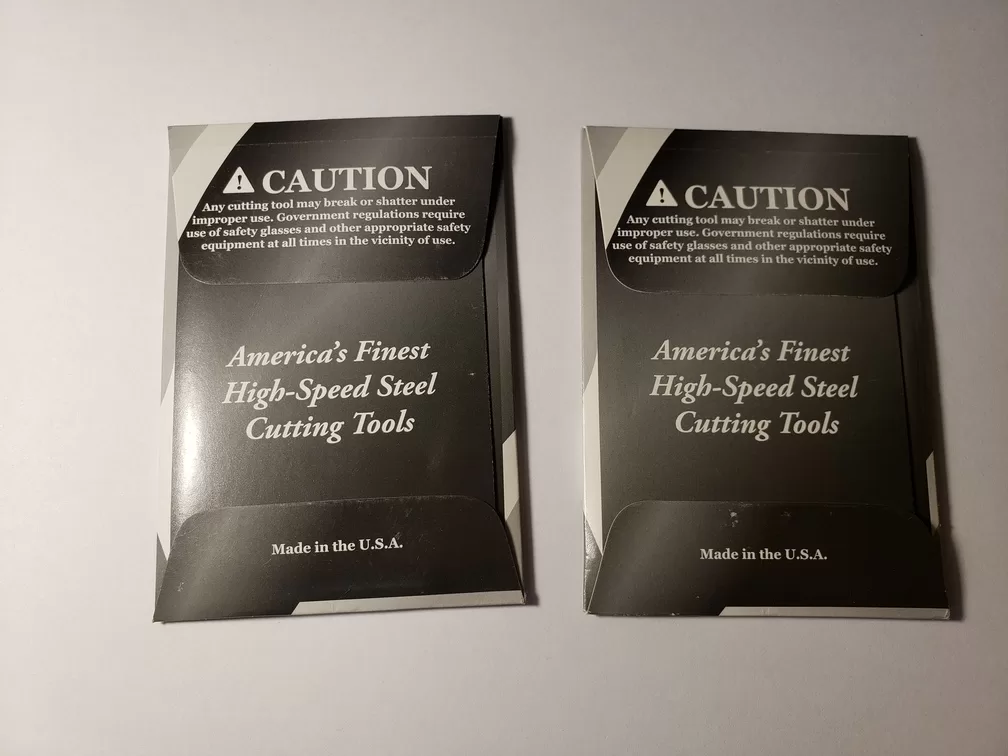 CAUTION
Any cutting tool may break or shatter under
improper use. Government regulations require
use of safety glasses and other appropriate safety
equipment at all times in the vicinity of use.
America's Finest
High-Speed Steel
Cutting Tools
Made in the U.S.A.
CAUTION
Any cutting tool may break or shatter under
improper use. Government regulations require
use of safety glasses and other appropriate safety
equipment at all times in the vicinity of use.
America's Finest
High-Speed Steel
Cutting Tools
Made in the U.S.A.